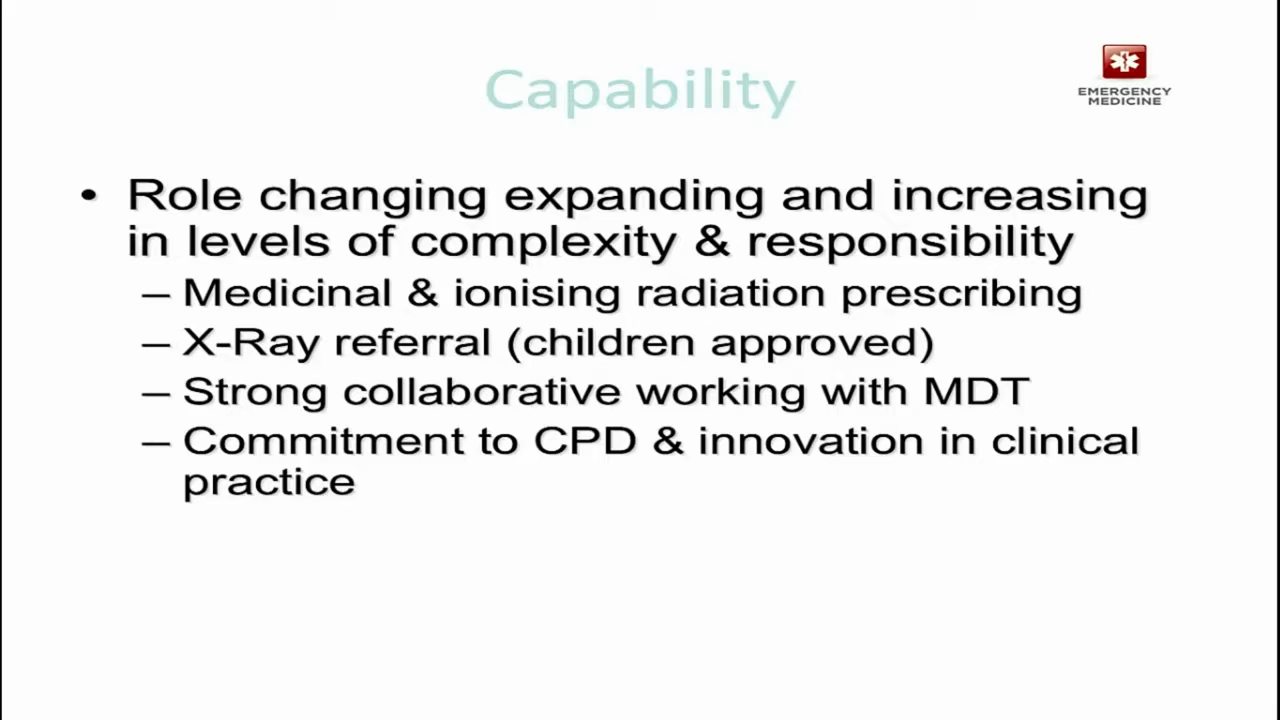 Capability
EMERGENCY
MEDICINE
• Role changing expanding and increasing
in levels of complexity & responsibility
– Medicinal & ionising radiation prescribing
– X-Ray referral (children approved)
– Strong collaborative working with MDT
– Commitment to CPD & innovation in clinical
practice